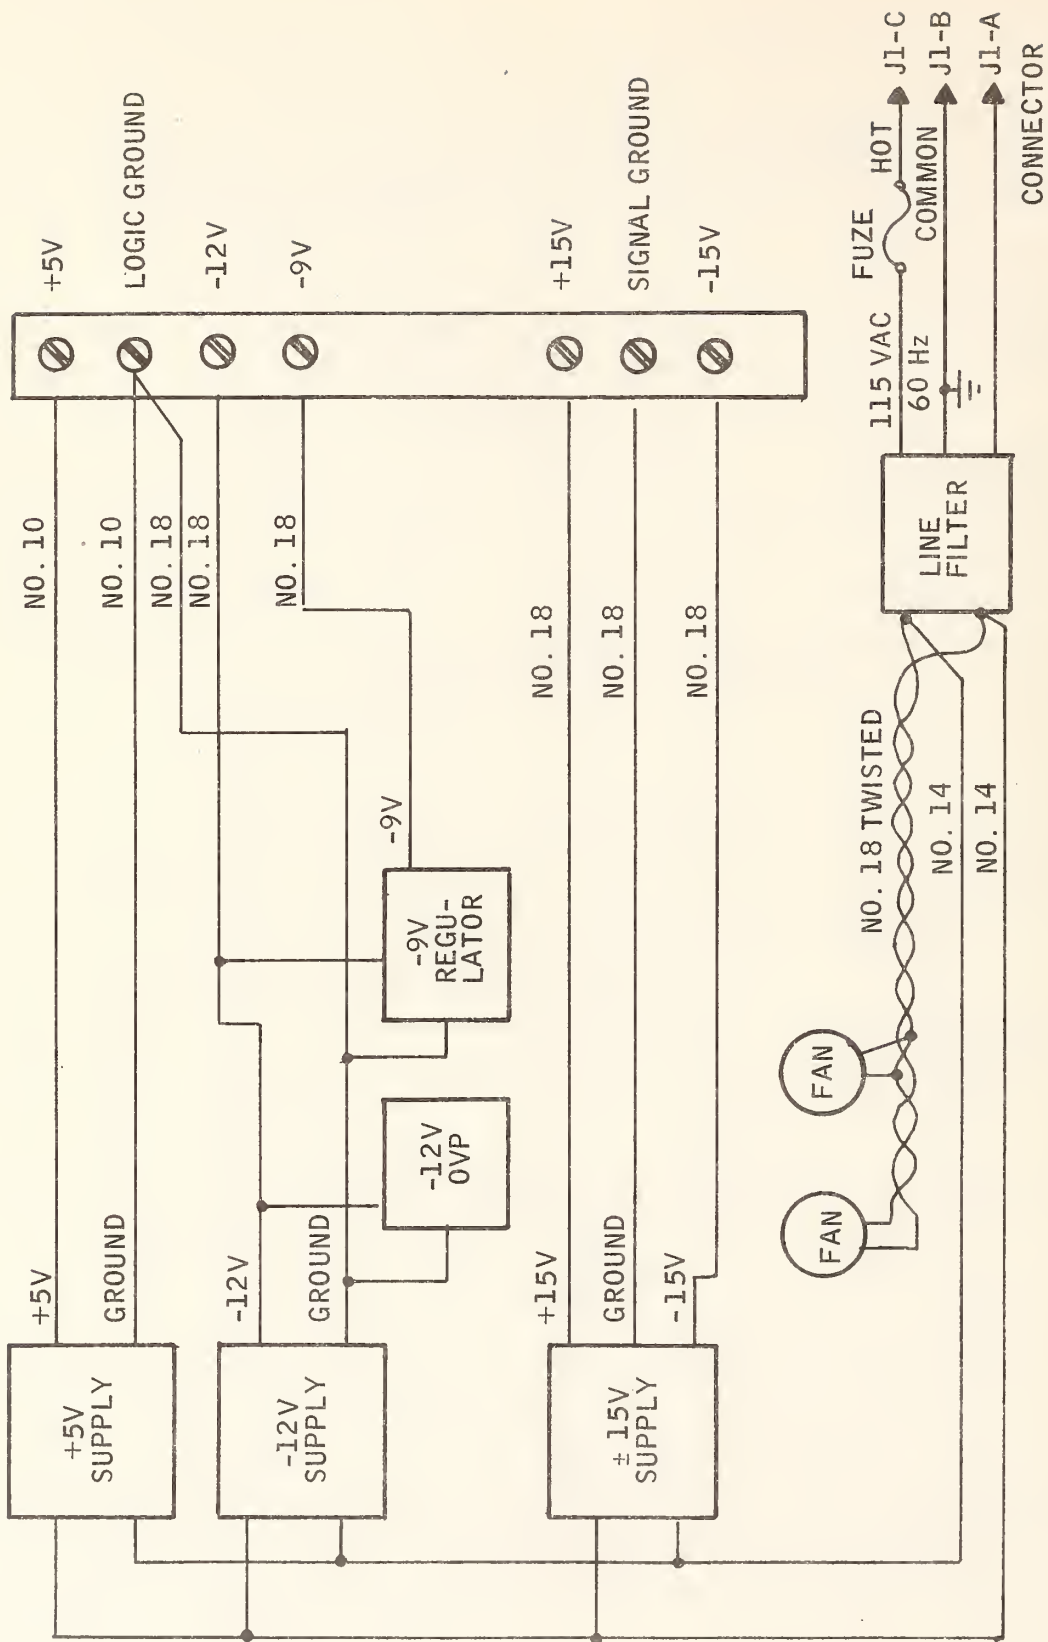 +5V
SUPPLY
+5V
GROUND
NO. 10
NO. 10
+5V
LOGIC GROUND
-12V
SUPPLY
-12V
GROUND
NO. 18
NO. 18
-12V
-12V
OVP
-9V
REGU-
LATOR
-9V
NO. 18
-9V
± 15V
SUPPLY
+15V
GROUND
-15V
NO. 18
NO. 18
NO. 18
+15V
SIGNAL GROUND
-15V
FAN
FAN
NO. 18 TWISTED
NO. 14
NO. 14
LINE
FILTER
115 VAC
60 Hz
FUZE
HOT
COMMON
J1-C
J1-B
J1-A
CONNECTOR